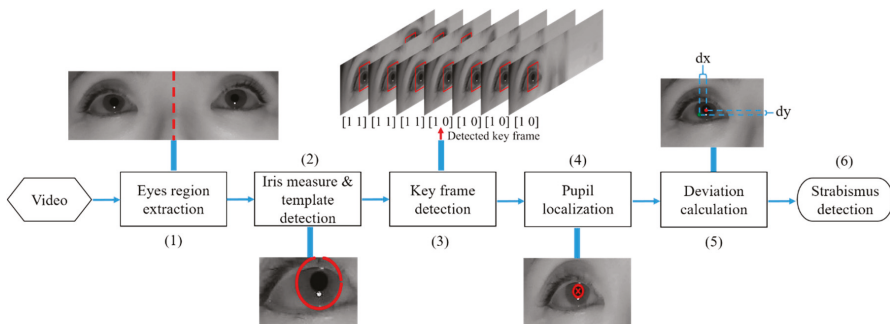 dx
dy
[1 1] [1 1] [1 1] [1 0] [1 0] [1 0] [1 0]
Detected key frame
(2)
(4)
(6)
Video
Eyes region
extraction
Iris measure &
template
detection
Key frame
detection
Pupil
localization
Deviation
calculation
Strabismus
detection
(1)
(3)
(5)